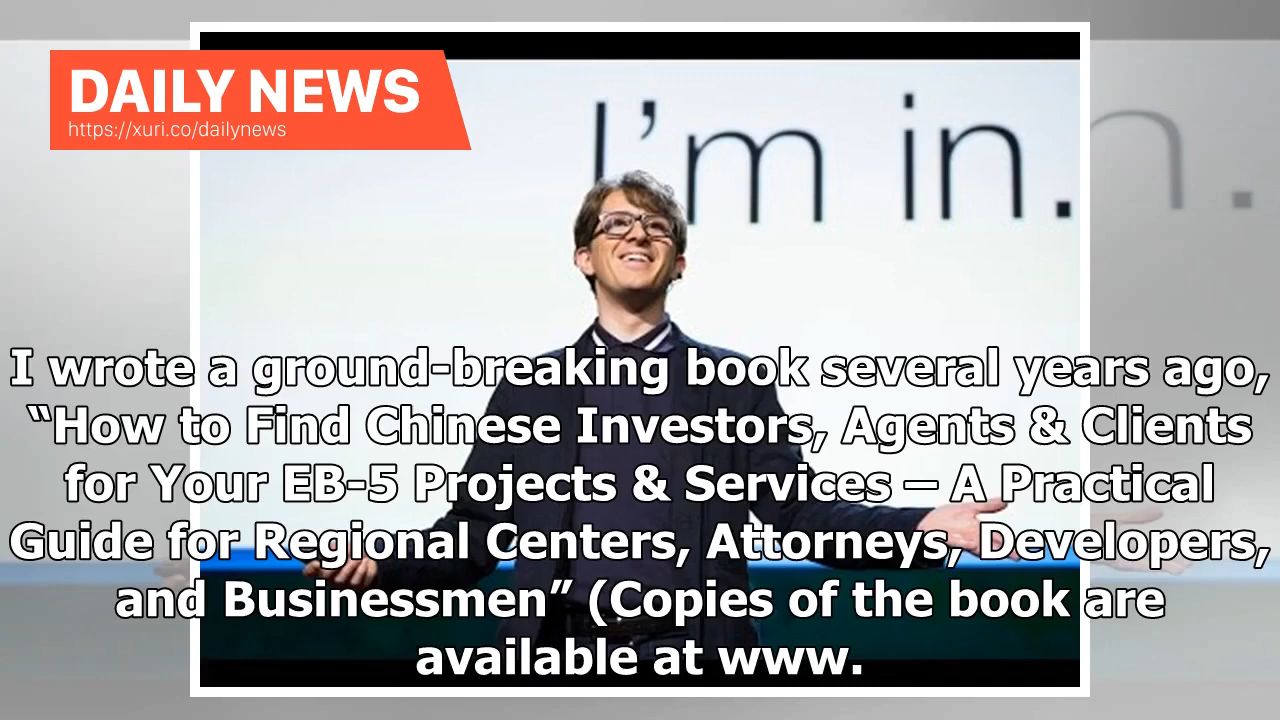 DAILY NEWS
https://xuri.co/dailynews
I'm in.
n.
I wrote a ground-breaking book several years ago,
“How to Find Chinese Investors, Agents & Clients
for Your EB-5 Projects & Services – A Practical
Guide for Regional Centers, Attorneys, Developers,
and Businessmen” (Copies of the book are
available at www.